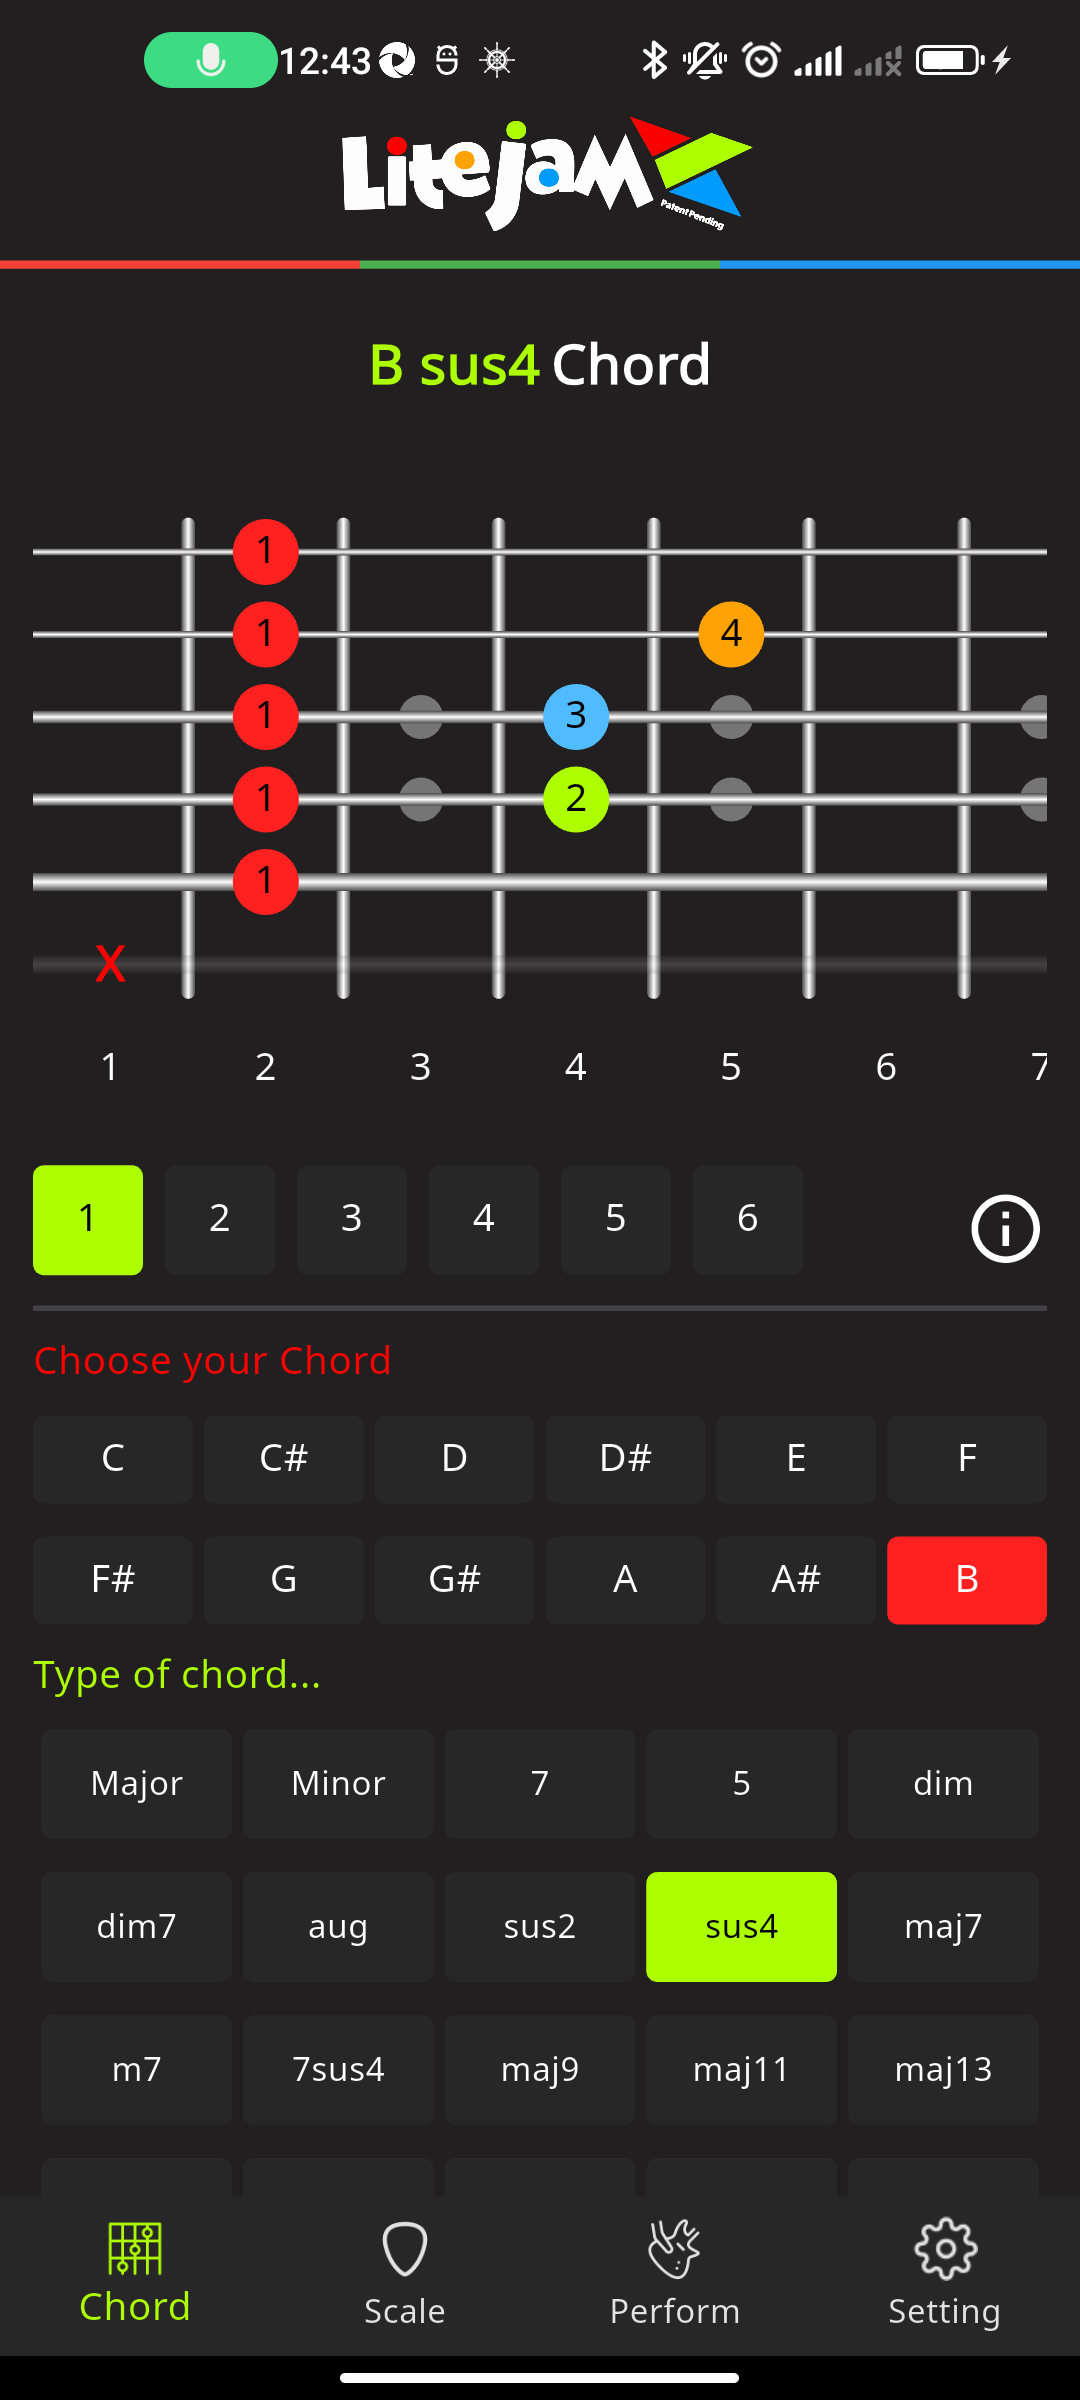 12:43
Litejam
Patent Pending
B sus4 Chord
1
1 4
1 3
1 2
1
X
1 2 3 4 5 6 7
1 2 3 4 5 6
Choose your Chord
C C# D D# E F
F# G G# A A# B
Type of chord...
Major Minor 7 5 dim
dim7 aug sus2 sus4 maj7
m7 7sus4 maj9 maj11 maj13
Chord Scale Perform Setting